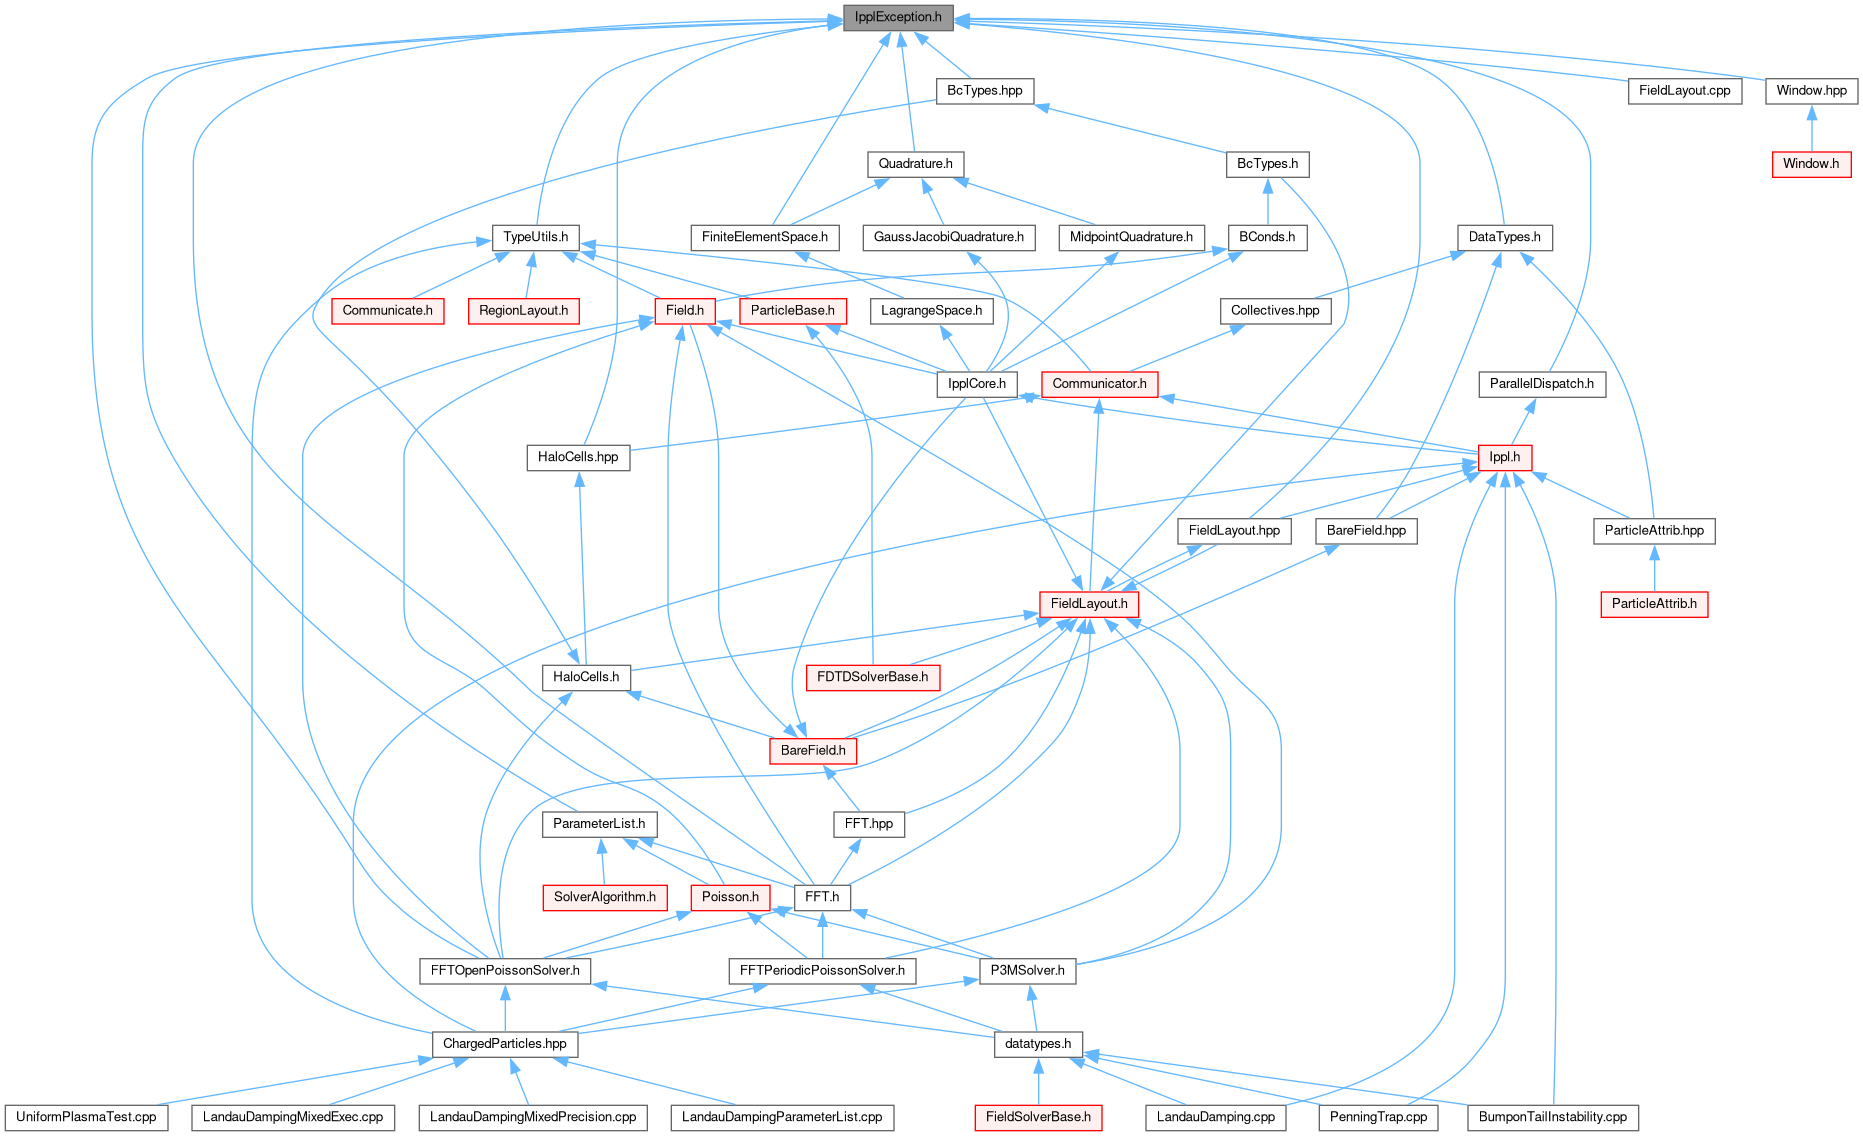 IpplException.h
BcTypes.hpp
FieldLayout.cpp
Window.hpp
Quadrature.h
BcTypes.h
Window.h
TypeUtils.h
FiniteElementSpace.h
GaussJacobiQuadrature.h
MidpointQuadrature.h
BConds.h
DataTypes.h
Communicate.h
RegionLayout.h
Field.h
ParticleBase.h
LagrangeSpace.h
Collectives.hpp
IpplCore.h
Communicator.h
ParallelDispatch.h
HaloCells.hpp
Ippl.h
FieldLayout.hpp
BareField.hpp
ParticleAttrib.hpp
FieldLayout.h
ParticleAttrib.h
HaloCells.h
FDTDSolverBase.h
BareField.h
ParameterList.h
FFT.hpp
SolverAlgorithm.h
Poisson.h
FFT.h
FFTOpenPoissonSolver.h
FFTPeriodicPoissonSolver.h
P3MSolver.h
ChargedParticles.hpp
datatypes.h
UniformPlasmaTest.cpp
LandauDampingMixedExec.cpp
LandauDampingMixedPrecision.cpp
LandauDampingParameterList.cpp
FieldSolverBase.h
LandauDamping.cpp
PenningTrap.cpp
BumponTailInstability.cpp